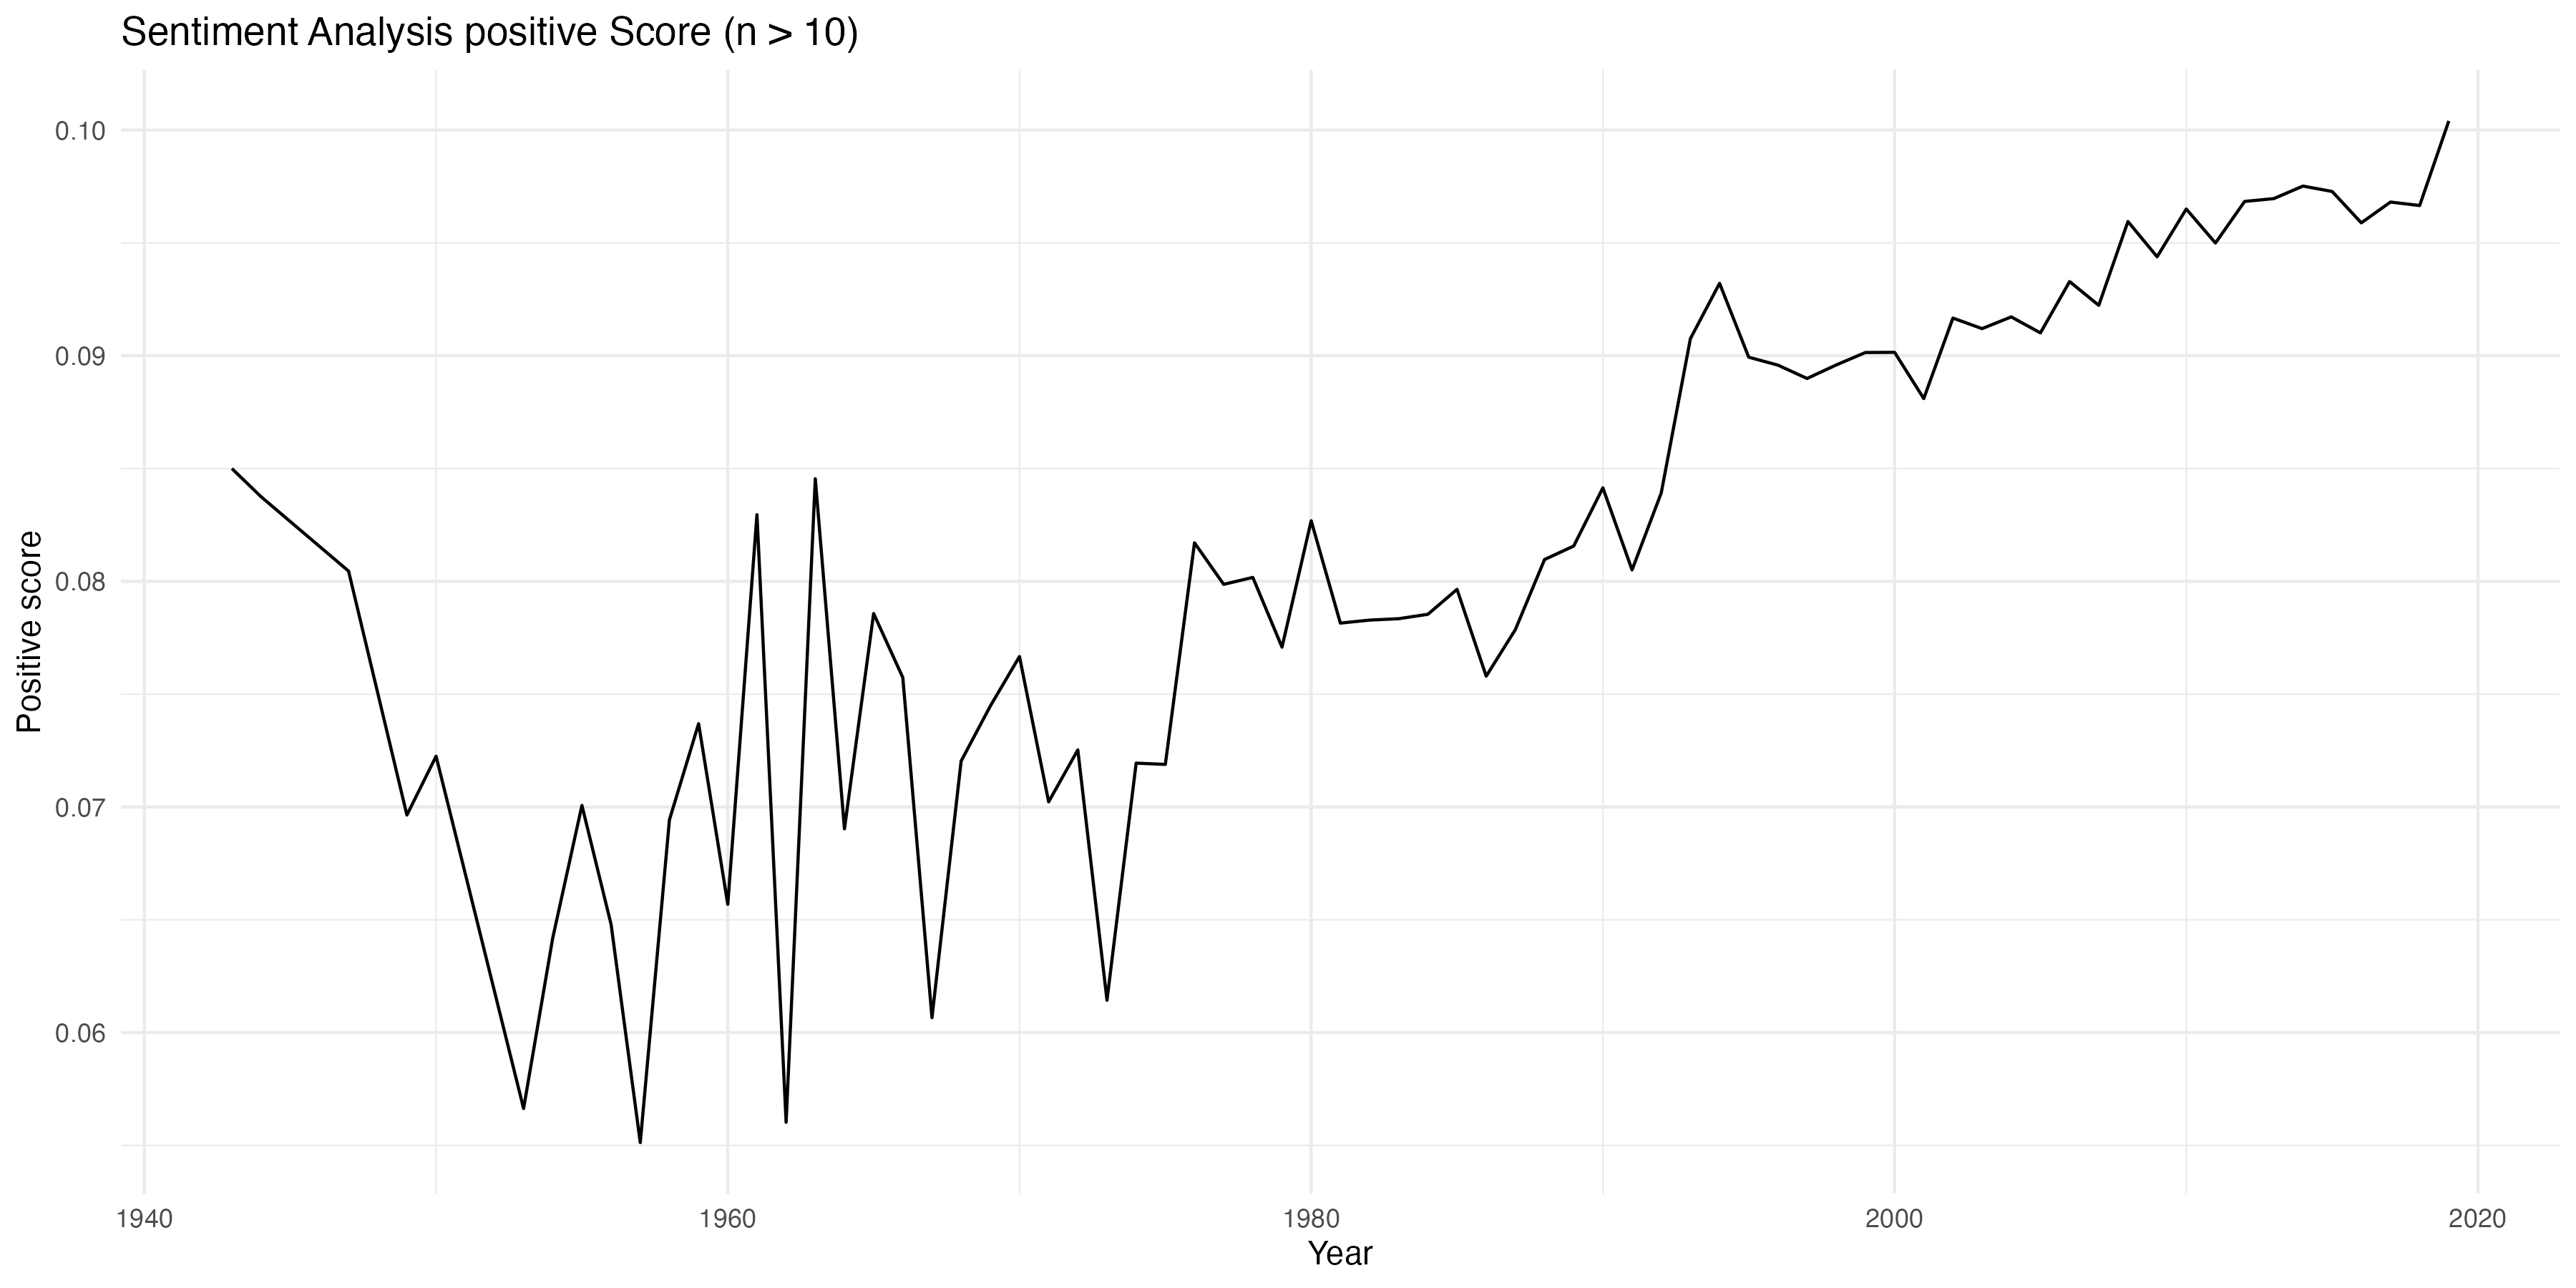 Sentiment Analysis positive Score (n > 10)
0.10
0.09
0.08
0.07
0.06
Positive score
1940 1960 1980 2000 2020
Year